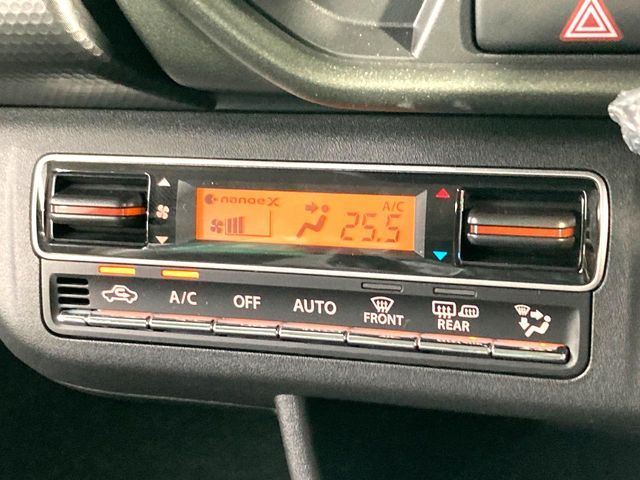 nanoeX
A/C
25.5
A/C
OFF
AUTO
FRONT
REAR